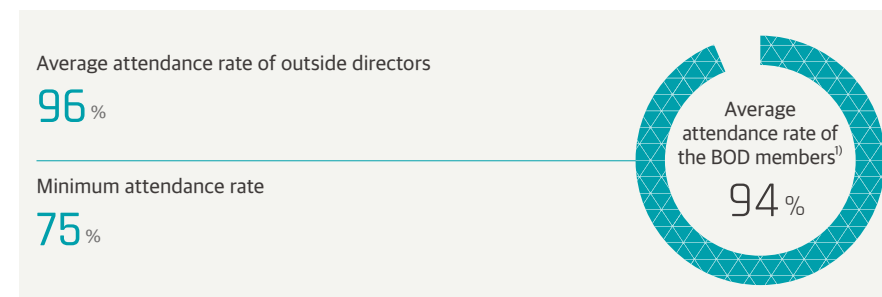 Average attendance rate of outside directors
96 %
Minimum attendance rate
75 %
Average
attendance rate of
the BOD members1)
94 %